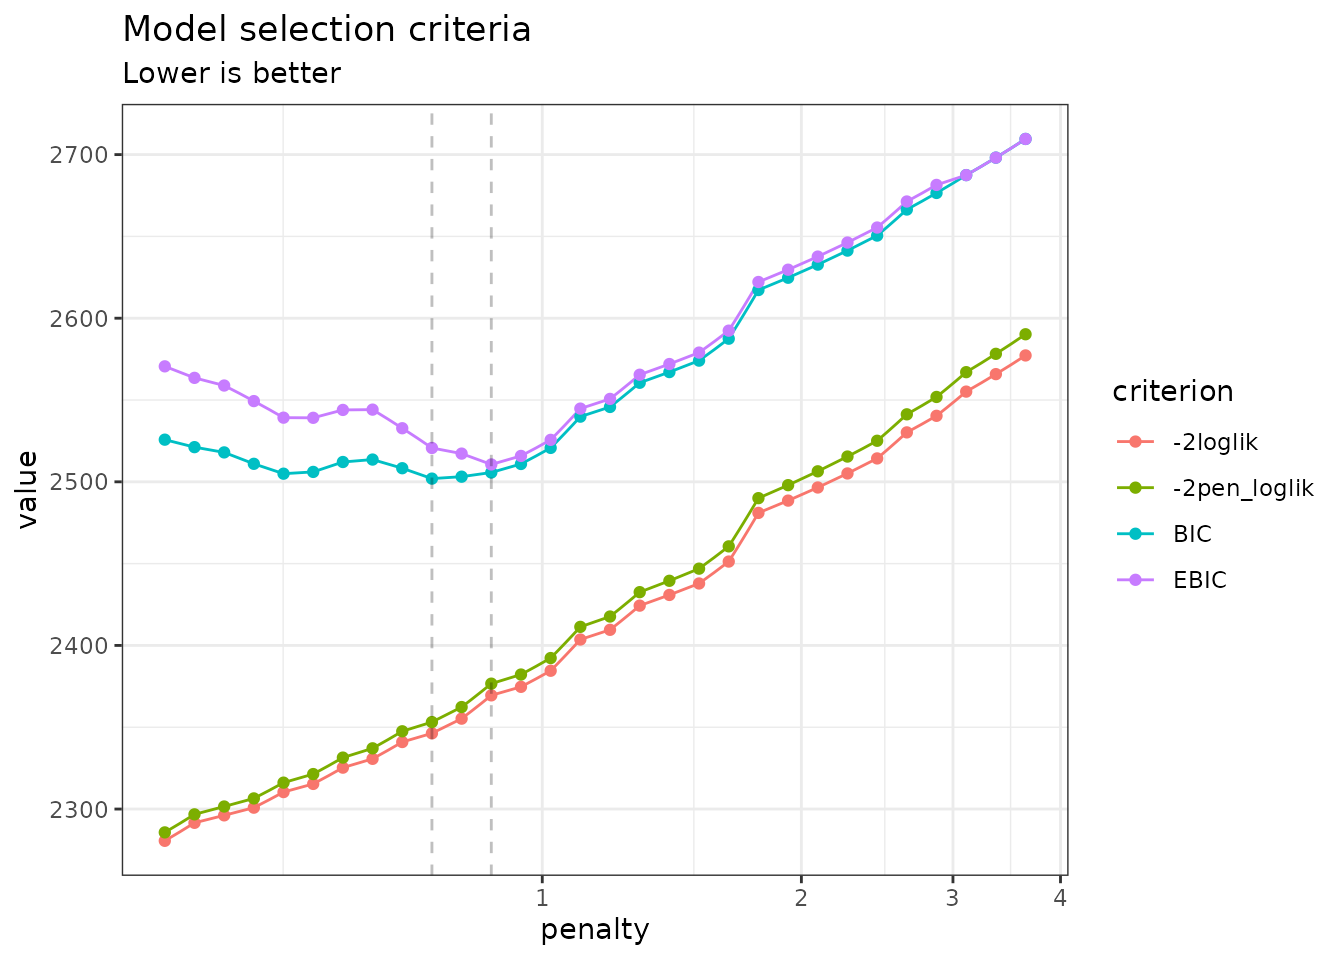 Model selection criteria
Lower is better
2700
2600
2500
2400
2300
value
1
2
3
4
penalty
criterion
-2loglik
-2pen_loglik
BIC
EBIC